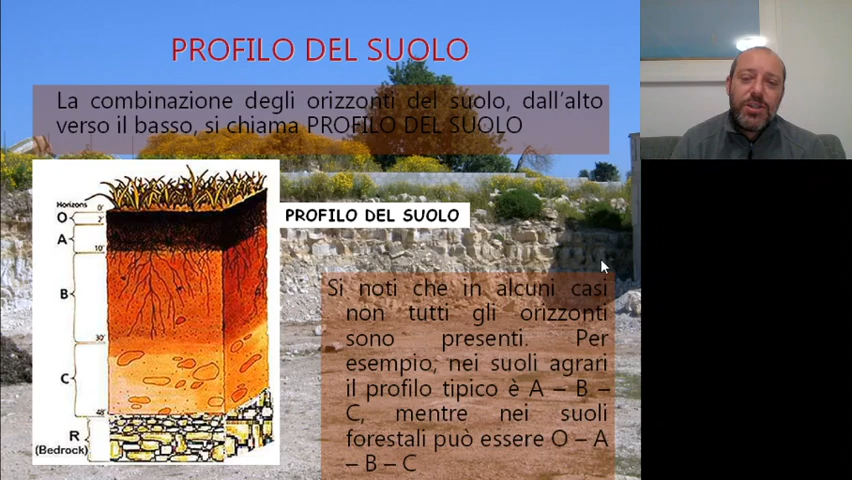 PROFILO DEL SUOLO
La combinazione degli orizzonti del suolo, dall'alto
verso il basso, si chiama PROFILO DEL SUOLO
Horizons
0'
O
2'
A
10'
B
30'
C
48'
R
(Bedrock)
PROFILO DEL SUOLO
Si noti che in alcuni casi
non tutti gli orizzonti
sono presenti. Per
esempio, nei suoli agrari
il profilo tipico è A – B –
C, mentre nei suoli
forestali può essere O – A
– B – C